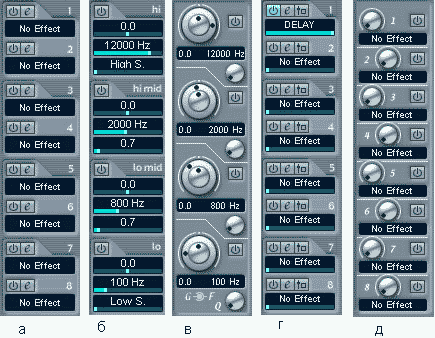 e 1
No Effect
e 2
No Effect
e 3
No Effect
e 4
No Effect
e 5
No Effect
e 6
No Effect
e 7
No Effect
e 8
No Effect
а
hi
0.0
12000 Hz
High S.
hi mid
0.0
2000 Hz
0.7
lo mid
0.0
800 Hz
0.7
lo
0.0
100 Hz
Low S.
б
0.0 12000 Hz
0.0 2000 Hz
0.0 800 Hz
0.0 100 Hz
G F
Q
в
e 1
DELAY
e 2
No Effect
e 3
No Effect
e 4
No Effect
e 5
No Effect
e 6
No Effect
e 7
No Effect
e 8
No Effect
г
1
No Effect
2
No Effect
3
No Effect
4
No Effect
5
No Effect
6
No Effect
7
No Effect
8
No Effect
д